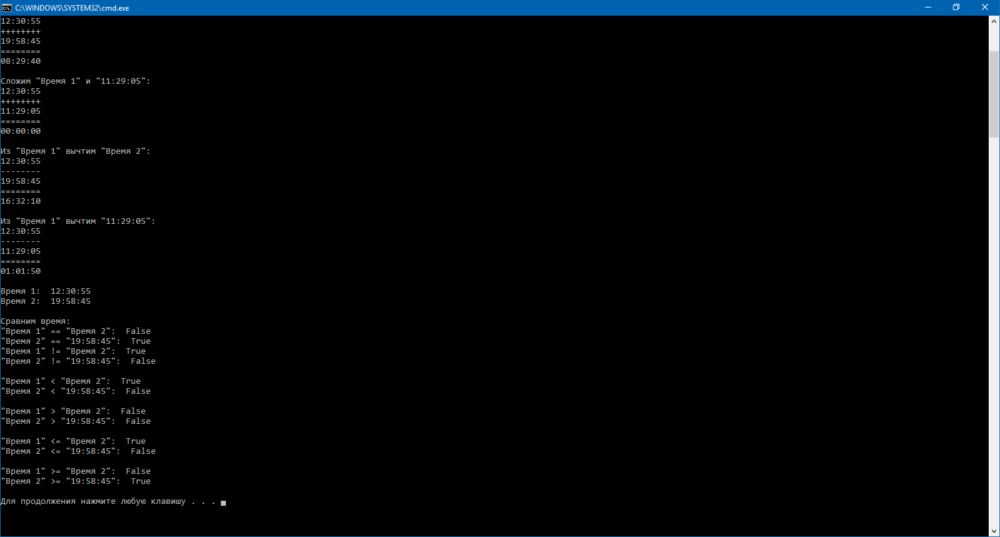 C:\WINDOWS\SYSTEM32\cmd.exe
12:30:55
++++++++
19:58:45
========
08:29:40
Сложим "Время 1" и "11:29:05":
12:30:55
++++++++
11:29:05
========
00:00:00
Из "Время 1" вычтим "Время 2":
12:30:55
--------
19:58:45
========
16:32:10
Из "Время 1" вычтим "11:29:05":
12:30:55
--------
11:29:05
========
01:01:50
Время 1:  12:30:55
Время 2:  19:58:45
Сравним время:
"Время 1" == "Время 2":  False
"Время 2" == "19:58:45":  True
"Время 1" != "Время 2":  True
"Время 2" != "19:58:45":  False
"Время 1" < "Время 2":  True
"Время 2" < "19:58:45":  False
"Время 1" > "Время 2":  False
"Время 2" > "19:58:45":  False
"Время 1" <= "Время 2":  True
"Время 2" <= "19:58:45":  False
"Время 1" >= "Время 2":  False
"Время 2" >= "19:58:45":  True
Для продолжения нажмите любую клавишу . . .